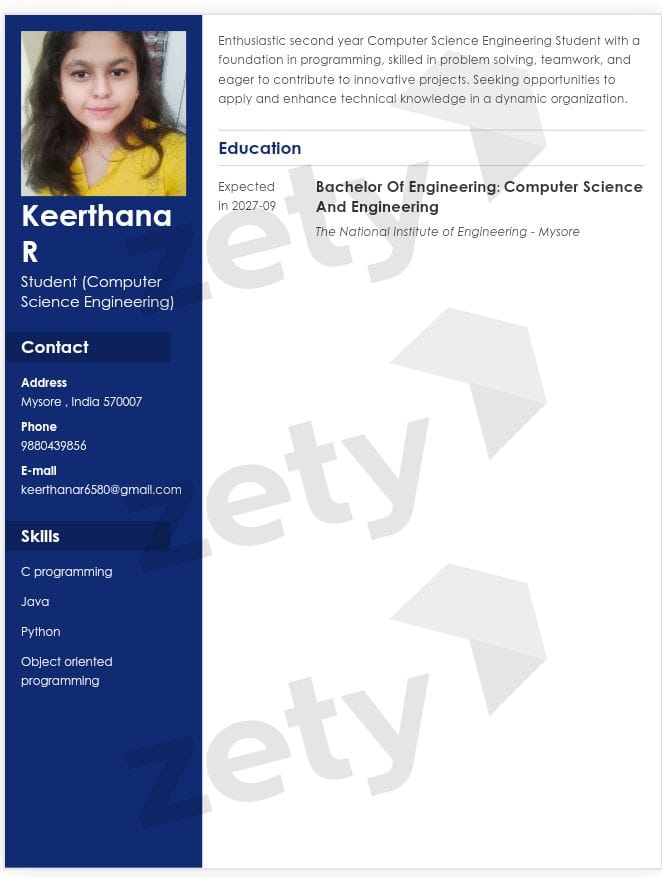 Keerthana
R
Student (Computer
Science Engineering)
Contact
Address
Mysore , India 570007
Phone
9880439856
E-mail
keerthanar6580@gmail.com
Skills
C programming
Java
Python
Object oriented
programming
Enthusiastic second year Computer Science Engineering Student with a
foundation in programming, skilled in problem solving, teamwork, and
eager to contribute to innovative projects. Seeking opportunities to
apply and enhance technical knowledge in a dynamic organization.
Education
Expected
in 2027-09
Bachelor Of Engineering: Computer Science
And Engineering
The National Institute of Engineering - Mysore
zety
zety
zety